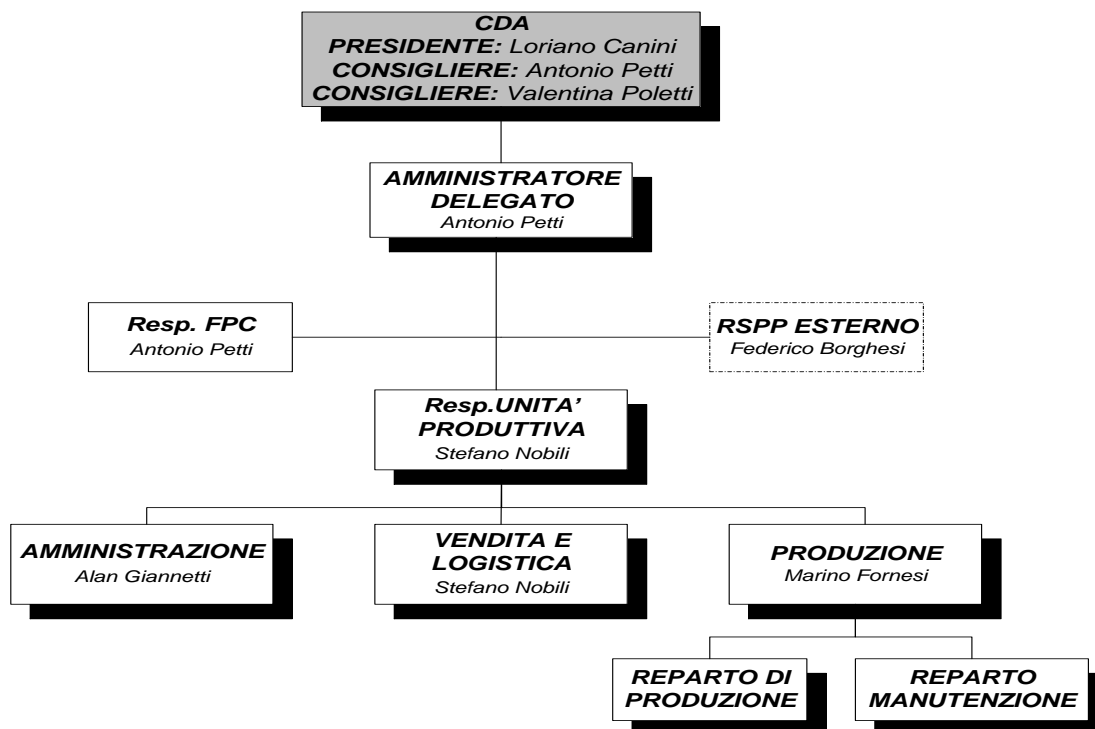 CDA
PRESIDENTE: Loriano Canini
CONSIGLIERE: Antonio Petti
CONSIGLIERE: Valentina Poletti
AMMINISTRATORE
DELEGATO
Antonio Petti
Resp. FPC
Antonio Petti
RSPP ESTERNO
Federico Borghesi
Resp.UNITA’
PRODUTTIVA
Stefano Nobili
AMMINISTRAZIONE
Alan Giannetti
VENDITA E
LOGISTICA
Stefano Nobili
PRODUZIONE
Marino Fornesi
REPARTO DI
PRODUZIONE
REPARTO
MANUTENZIONE